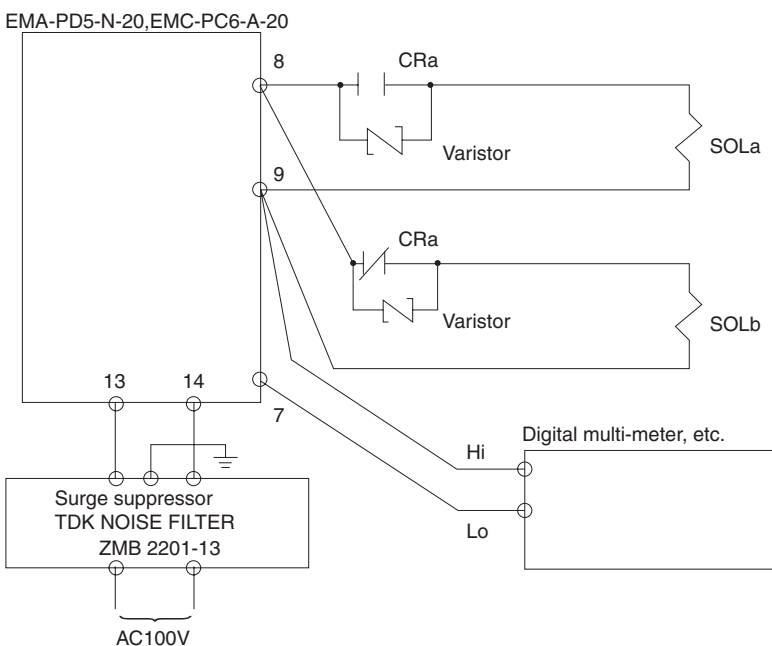 EMA-PD5-N-20,EMC-PC6-A-20
8
CRa
Varistor
SOLa
9
CRa
Varistor
SOLb
13
14
7
Digital multi-meter, etc.
Hi
Lo
Surge suppressor
TDK NOISE FILTER
ZMB 2201-13
AC100V